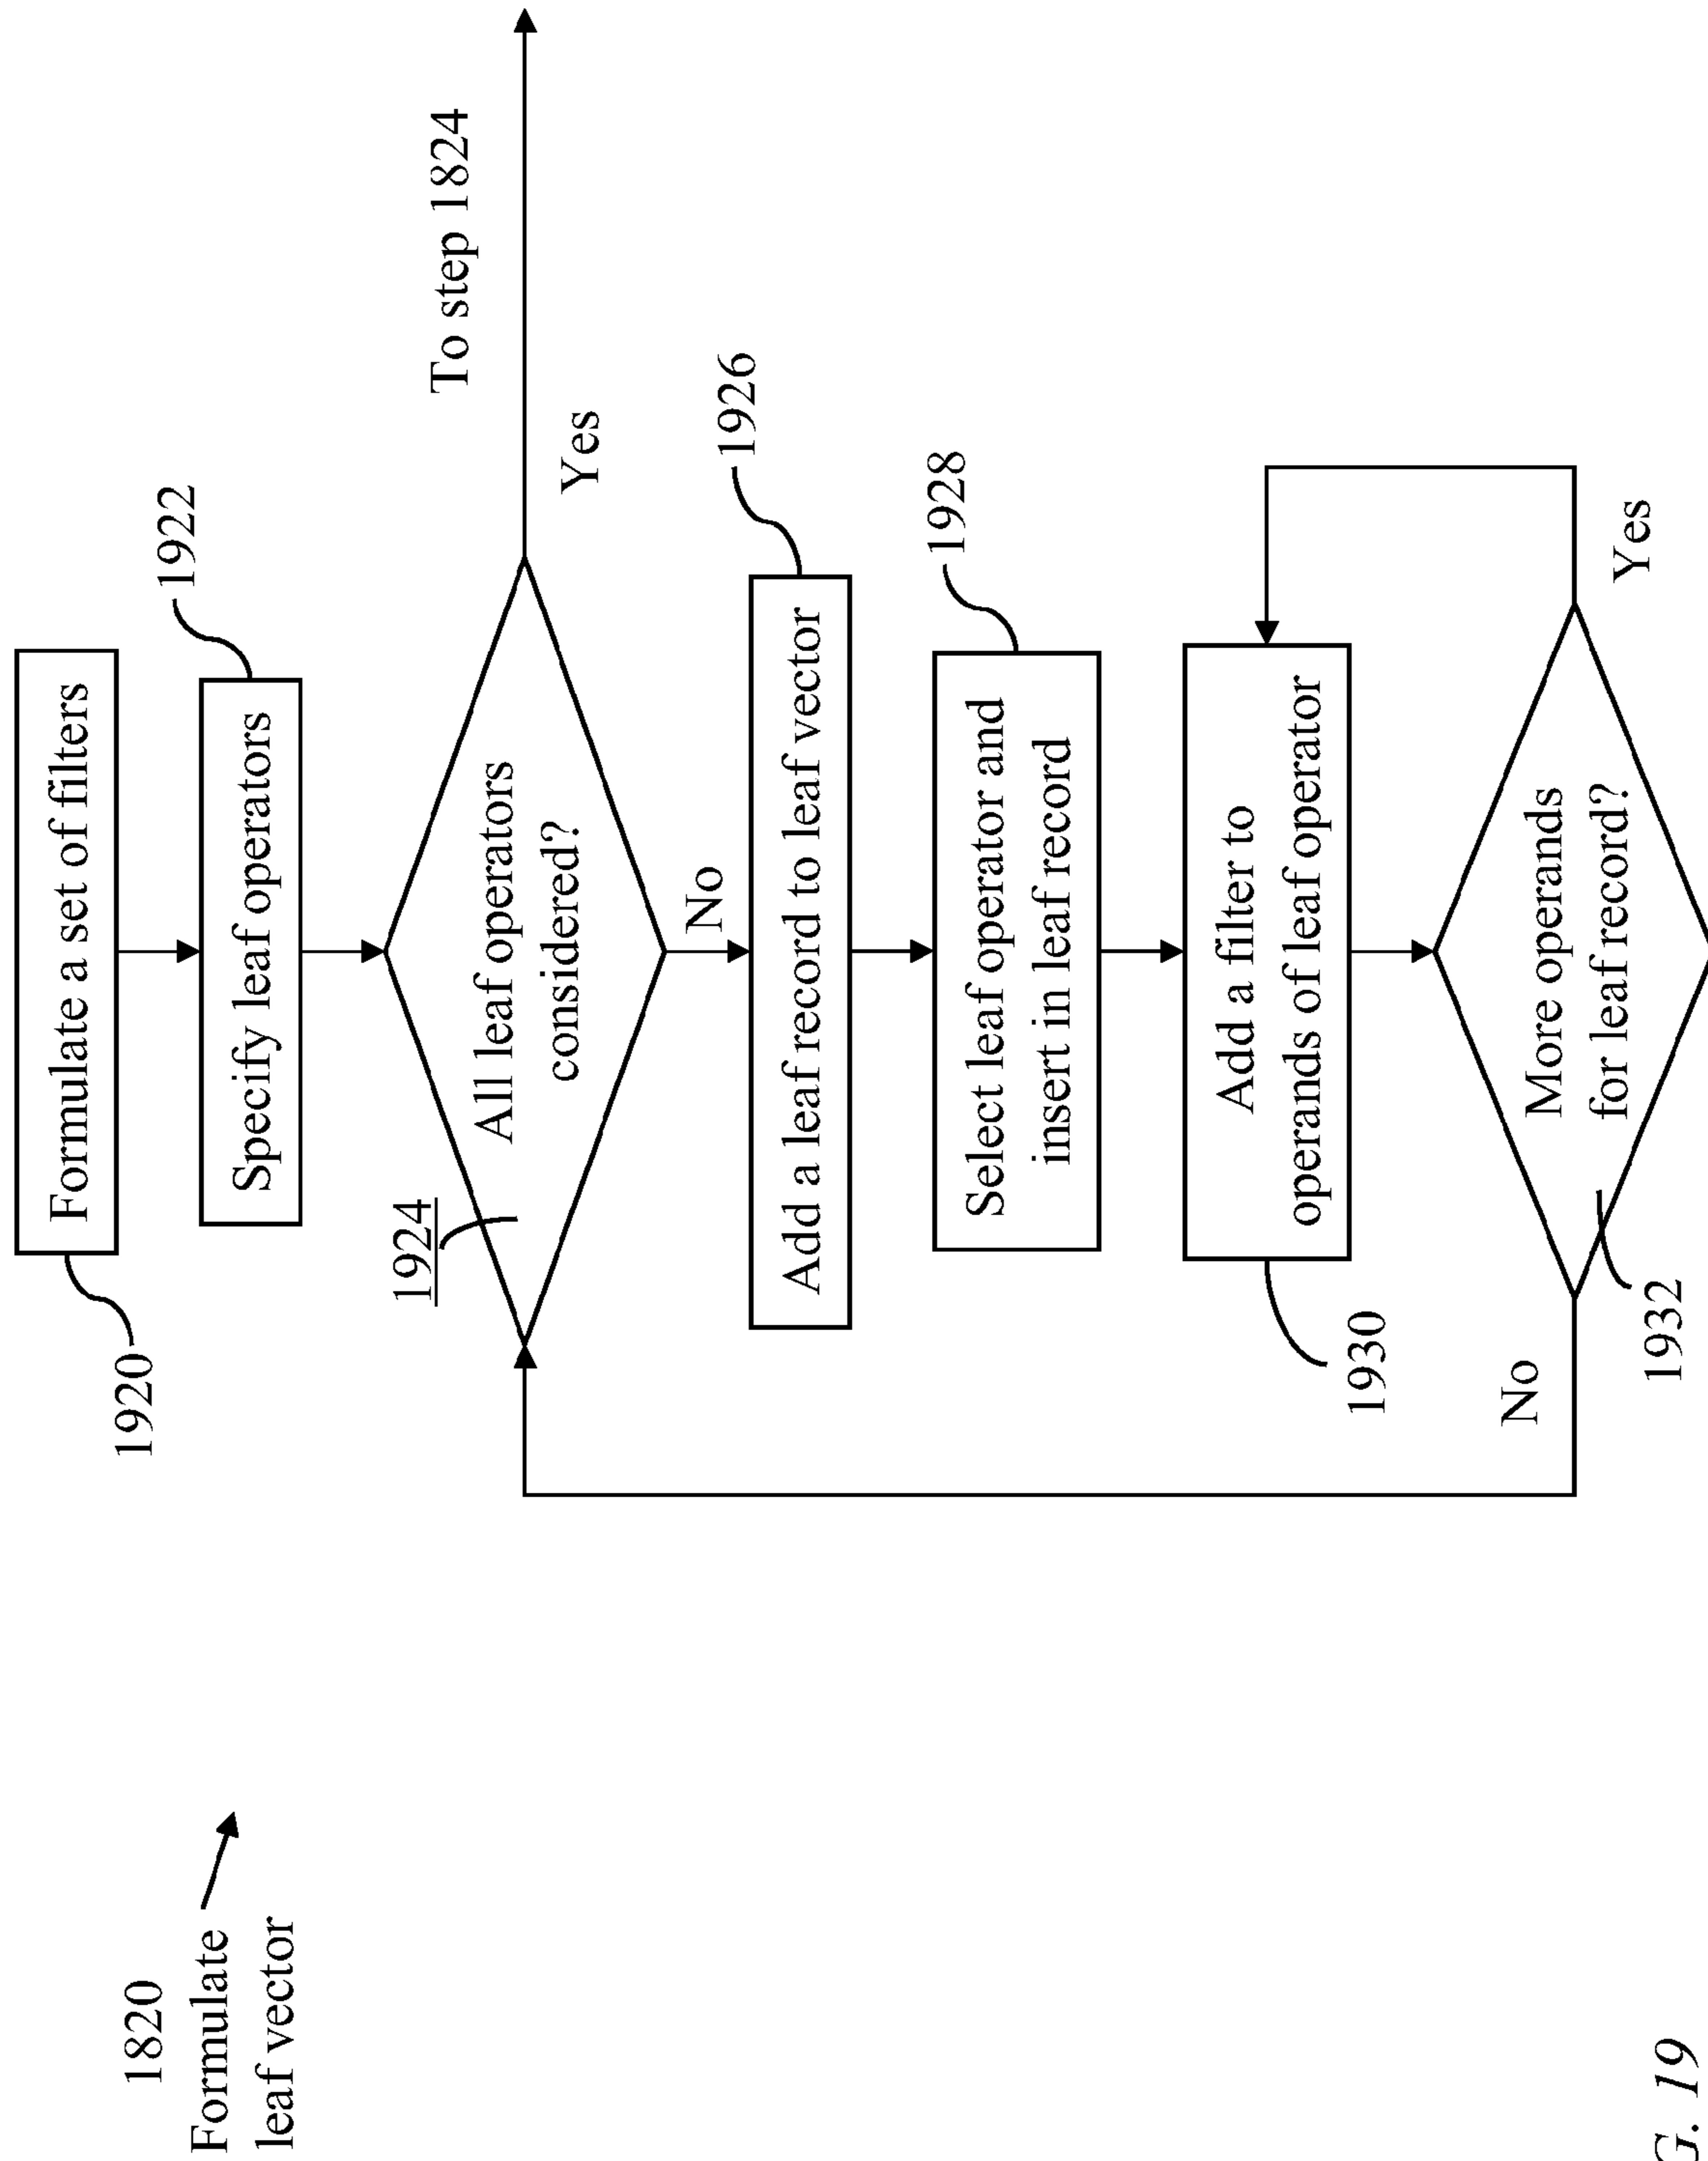 1820
Formulate
leaf vector
1920
Formulate a set of filters
1922
Specify leaf operators
1924
All leaf operators
considered?
Yes
To step 1824
No
1926
Add a leaf record to leaf vector
1928
Select leaf operator and
insert in leaf record
1930
Add a filter to
operands of leaf operator
1932
More operands
for leaf record?
Yes
No
G. 19